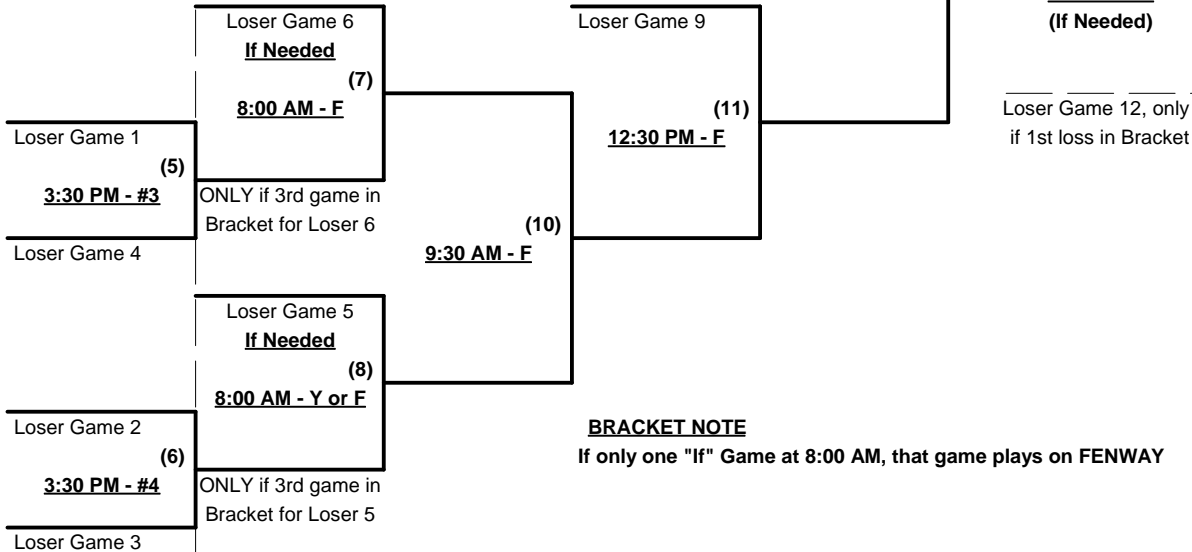 Loser Game 6
If Needed
(7)
8:00 AM - F
Loser Game 9
(If Needed)
(11)
12:30 PM - F
Loser Game 12, only
if 1st loss in Bracket
Loser Game 1
(5)
3:30 PM - #3
Loser Game 4
ONLY if 3rd game in
Bracket for Loser 6
(10)
9:30 AM - F
Loser Game 5
If Needed
(8)
8:00 AM - Y or F
Loser Game 2
(6)
3:30 PM - #4
Loser Game 3
ONLY if 3rd game in
Bracket for Loser 5
BRACKET NOTE
If only one "If" Game at 8:00 AM, that game plays on FENWAY